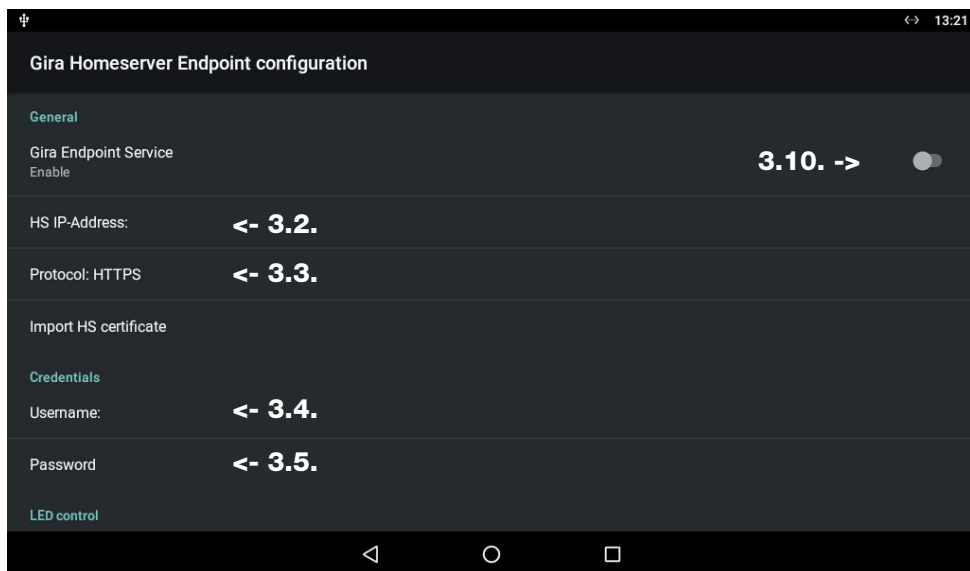 13:21
Gira Homeserver Endpoint configuration
General
Gira Endpoint Service
Enable
3.10. ->
HS IP-Address: <- 3.2.
Protocol: HTTPS <- 3.3.
Import HS certificate
Credentials
Username: <- 3.4.
Password <- 3.5.
LED control